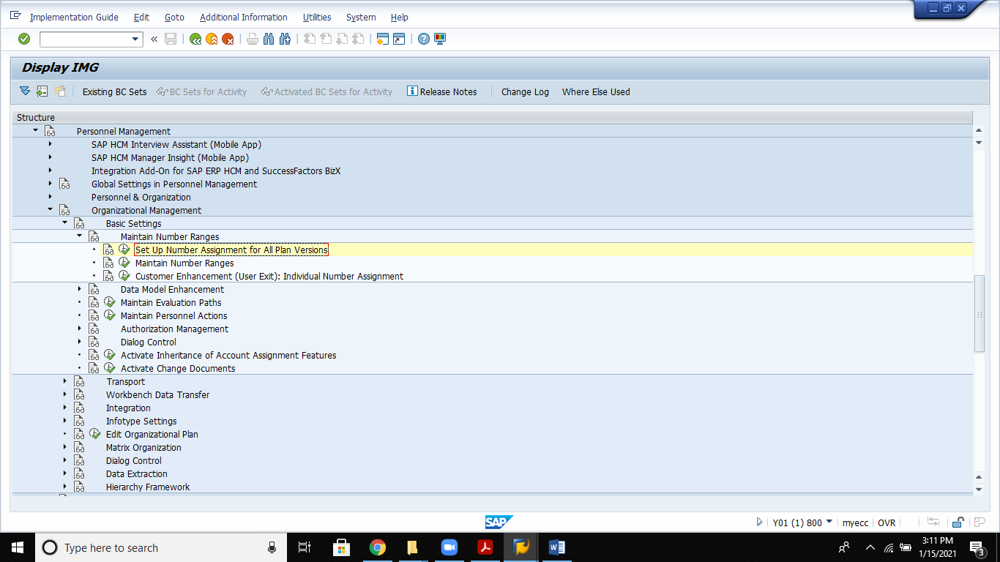 Implementation Guide Edit Goto Additional Information Utilities System Help
Display IMG
Existing BC Sets BC Sets for Activity Activated BC Sets for Activity Release Notes Change Log Where Else Used
Structure
Personnel Management
SAP HCM Interview Assistant (Mobile App)
SAP HCM Manager Insight (Mobile App)
Integration Add-On for SAP ERP HCM and SuccessFactors BizX
Global Settings in Personnel Management
Personnel & Organization
Organizational Management
Basic Settings
Maintain Number Ranges
Set Up Number Assignment for All Plan Versions
Maintain Number Ranges
Customer Enhancement (User Exit): Individual Number Assignment
Data Model Enhancement
Maintain Evaluation Paths
Maintain Personnel Actions
Authorization Management
Dialog Control
Activate Inheritance of Account Assignment Features
Activate Change Documents
Transport
Workbench Data Transfer
Integration
Infotype Settings
Edit Organizational Plan
Matrix Organization
Dialog Control
Data Extraction
Hierarchy Framework
SAP Y01 (1) 800 myecc OVR
Type here to search 3:11 PM
1/15/2021 3